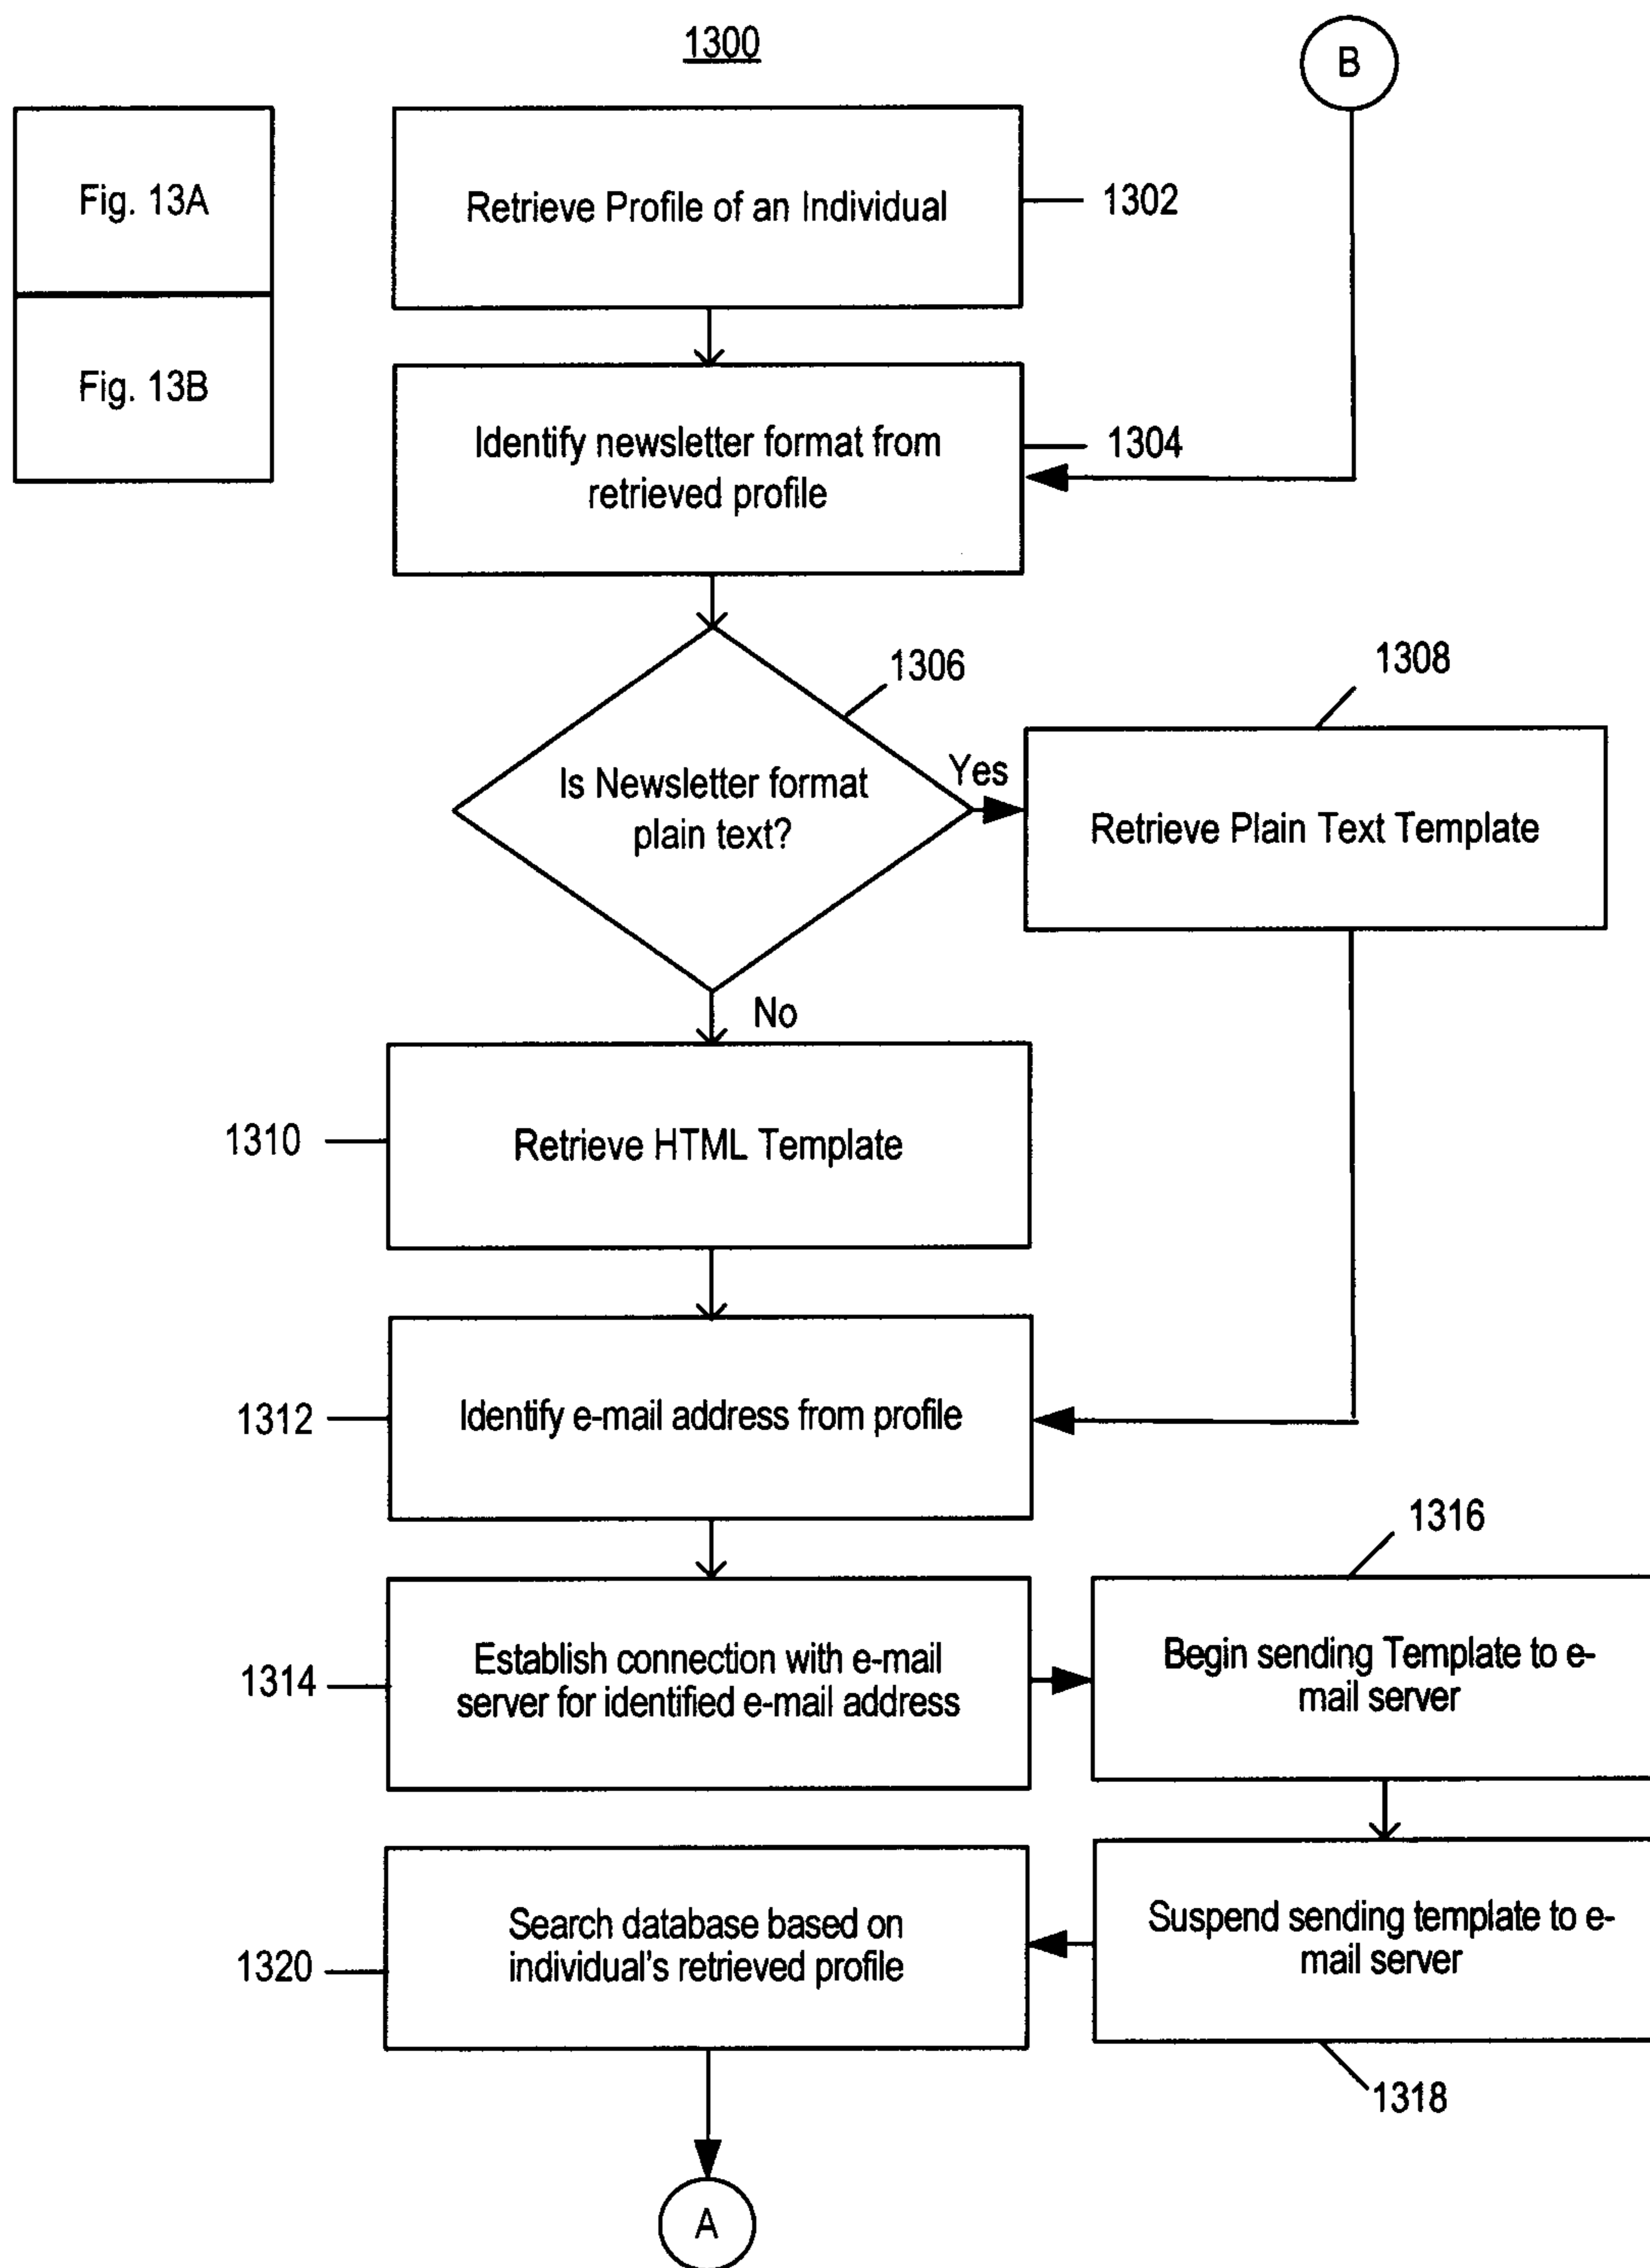 1300
B
Fig. 13A
Fig. 13B
Retrieve Profile of an Individual
1302
Identify newsletter format from
retrieved profile
1304
1306
Is Newsletter format
plain text?
Yes
1308
Retrieve Plain Text Template
No
1310
Retrieve HTML Template
1312
Identify e-mail address from profile
1314
Establish connection with e-mail
server for identified e-mail address
1316
Begin sending Template to e-
mail server
1320
Search database based on
individual's retrieved profile
Suspend sending template to e-
mail server
1318
A